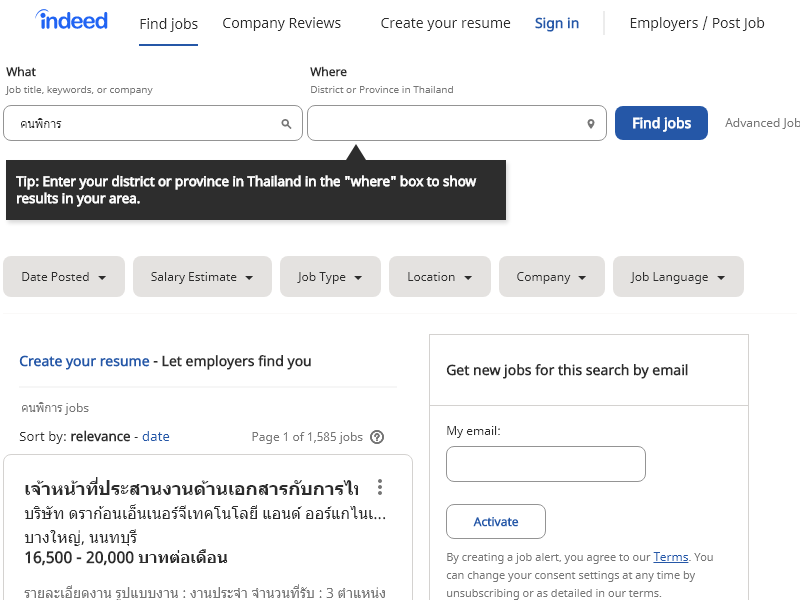 indeed
Find jobs
Company Reviews
Create your resume
Sign in
Employers / Post Job
What
Job title, keywords, or company
Where
District or Province in Thailand
คนพิการ
Find jobs
Advanced Job
Tip: Enter your district or province in Thailand in the "where" box to show
results in your area.
Date Posted
Salary Estimate
Job Type
Location
Company
Job Language
Create your resume - Let employers find you
คนพิการ jobs
Sort by: relevance - date
Page 1 of 1,585 jobs
เจ้าหน้าที่ประสานงานด้านเอกสารกับการไฟ
บริษัท ดราก้อนเอ็นเนอร์จีเทคโนโลยี แอนด์ ออร์แกไนเ...
บางใหญ่, นนทบุรี
16,500 - 20,000 บาทต่อเดือน
รายละเอียดงาน รูปแบบงาน : งานประจำ จำนวนที่รับ : 3 ตำแหน่ง
Get new jobs for this search by email
My email:
Activate
By creating a job alert, you agree to our Terms. You
can change your consent settings at any time by
unsubscribing or as detailed in our terms.